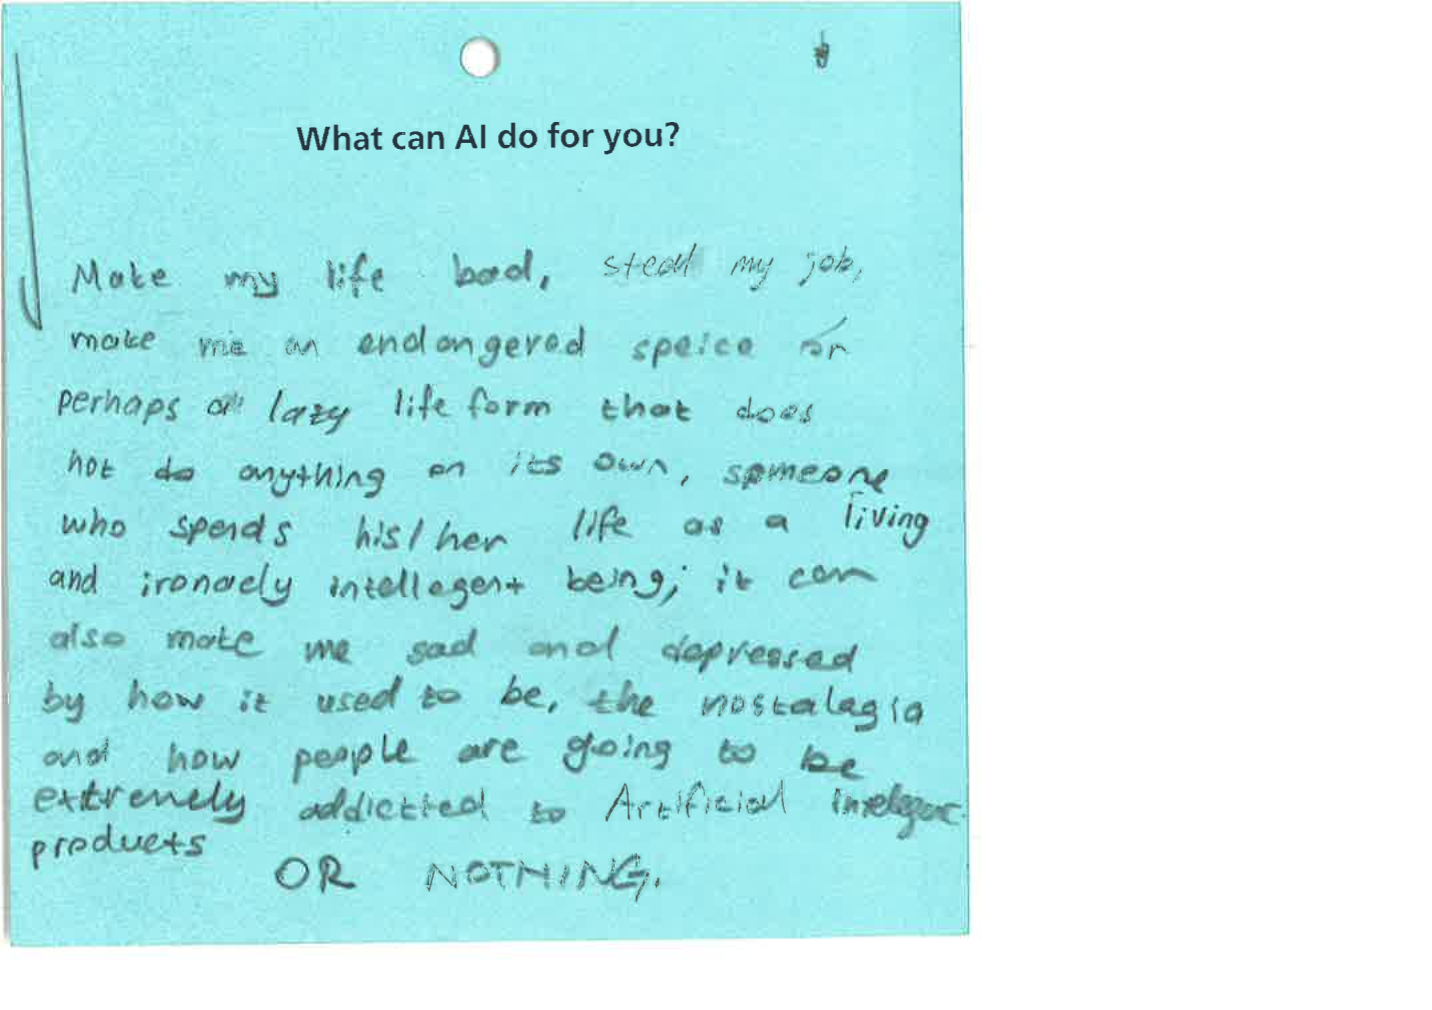 What can AI do for you?
Make my life bad, steal my job,
make me an endangered speice or
perhaps a lazy life form that does
not do anything on its own, someone
who spends his/her life as a living
and ironacly intellegent being; it can
also make me sad and depressed
by how it used to be, the nostalagia
and how people are going to be
extremely addictted to Artificial
products
OR NOTHING.